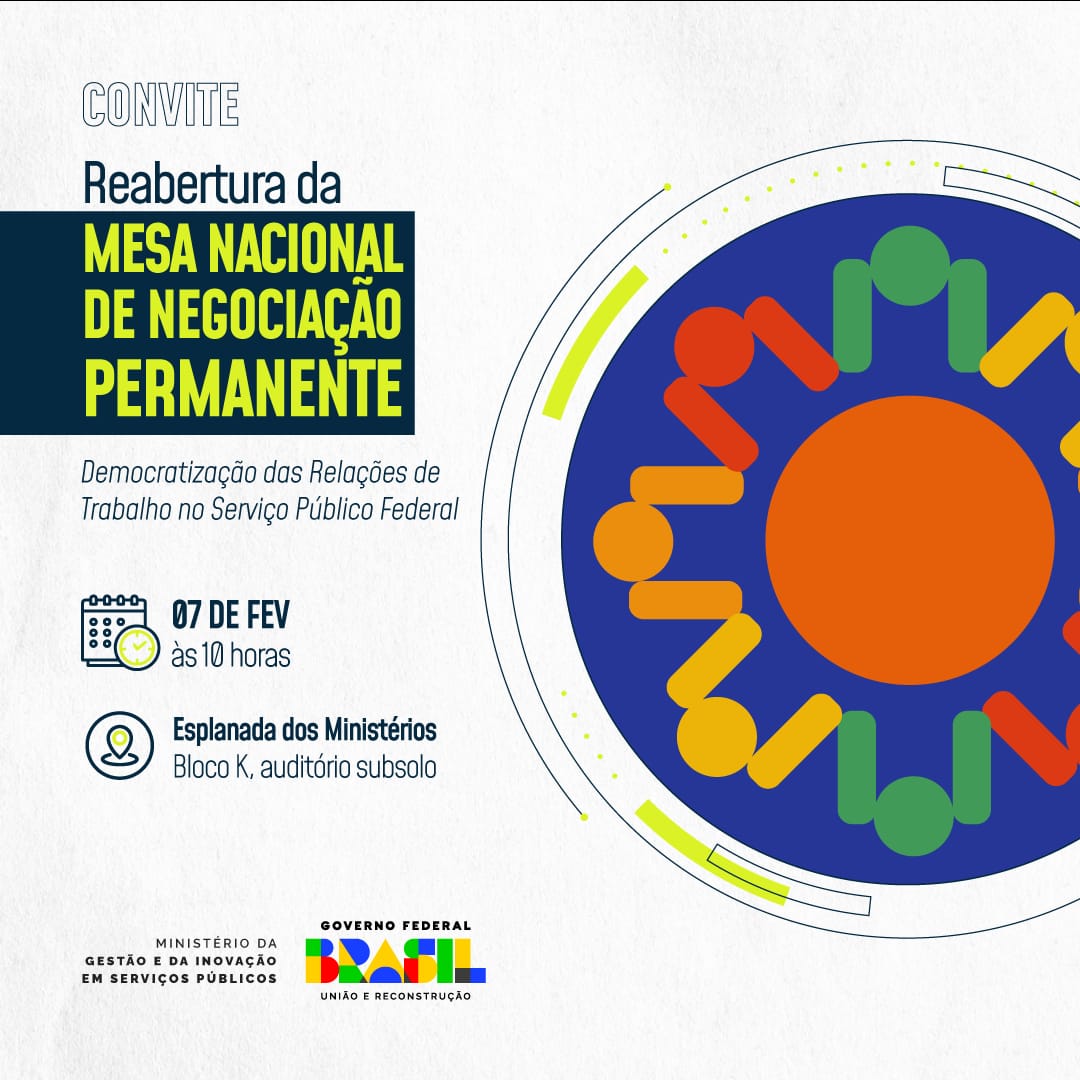 CONVITE
Reabertura da
MESA NACIONAL
DE NEGOCIAÇÃO
PERMANENTE
Democratização das Relações de
Trabalho no Serviço Público Federal
07 DE FEV
às 10 horas
Esplanada dos Ministérios
Bloco K, auditório subsolo
MINISTÉRIO DA
GESTÃO E DA INOVAÇÃO
EM SERVIÇOS PÚBLICOS
GOVERNO FEDERAL
BRASIL
UNIÃO E RECONSTRUÇÃO